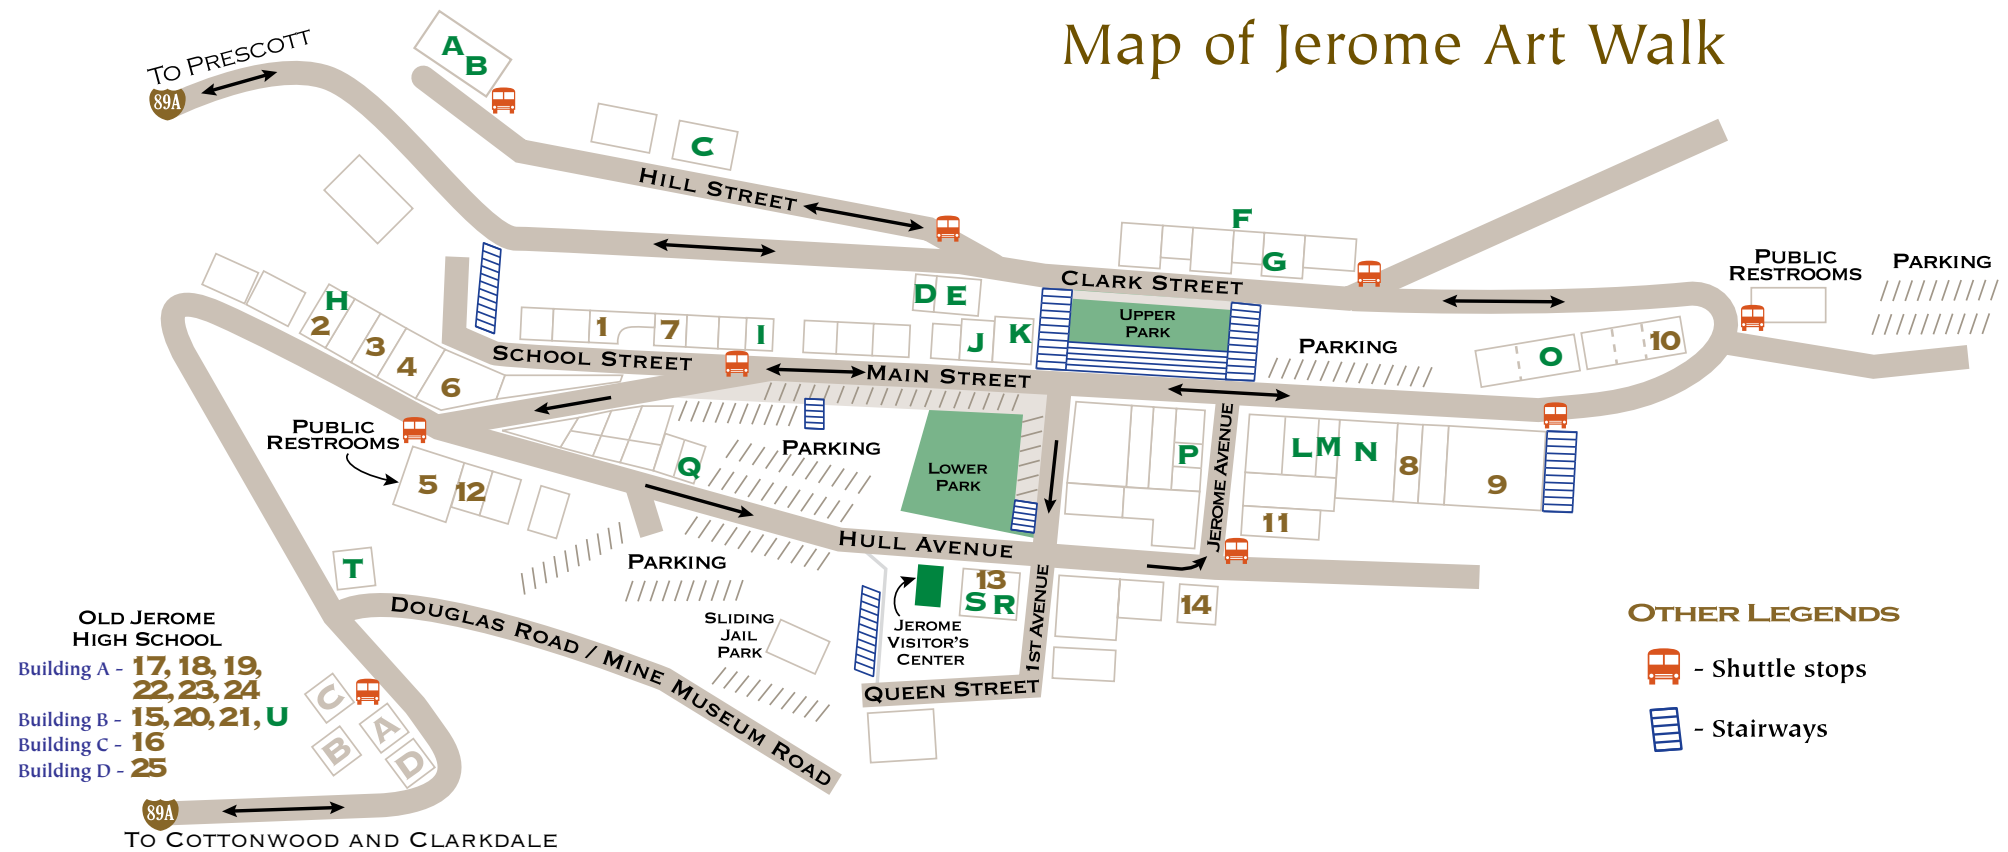 Map of Jerome Art Walk
To Prescott
89A
A
B
C
Hill Street
F
G
Clark Street
Public
Restrooms
Parking
H
2
3
4
6
1
7
I
D E
J
K
Upper
Park
Parking
O
10
School Street
Main Street
Public
Restrooms
5
12
Q
Parking
Lower
Park
P
Jerome Avenue
L M N
8
9
11
Hull Avenue
Parking
T
Douglas Road / Mine Museum Road
Sliding
Jail
Park
Jerome
Visitor's
Center
13
S R
1st Avenue
14
Queen Street
Old Jerome
High School
Building A - 17, 18, 19,
22, 23, 24
Building B - 15, 20, 21, U
Building C - 16
Building D - 25
C
A
B
D
89A
To Cottonwood and Clarkdale
Other Legends
- Shuttle stops
- Stairways